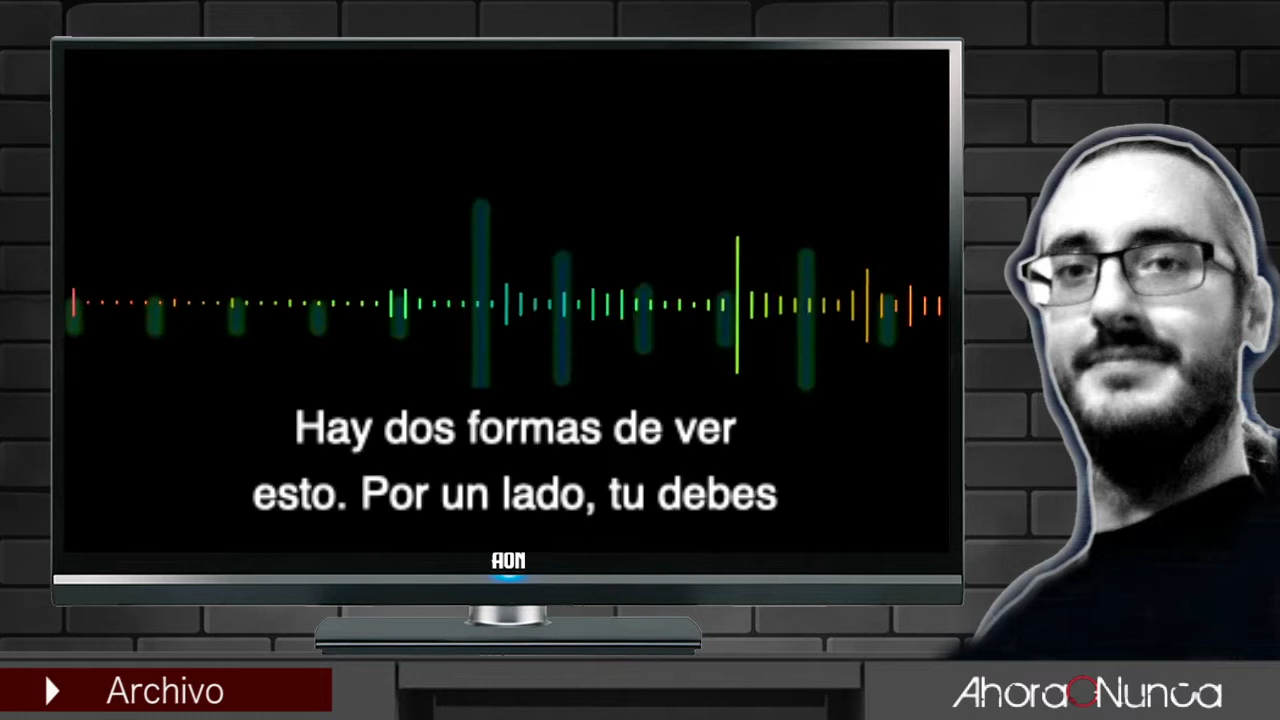 Hay dos formas de ver
esto. Por un lado, tu debes
AON
Archivo
AhoraONunca